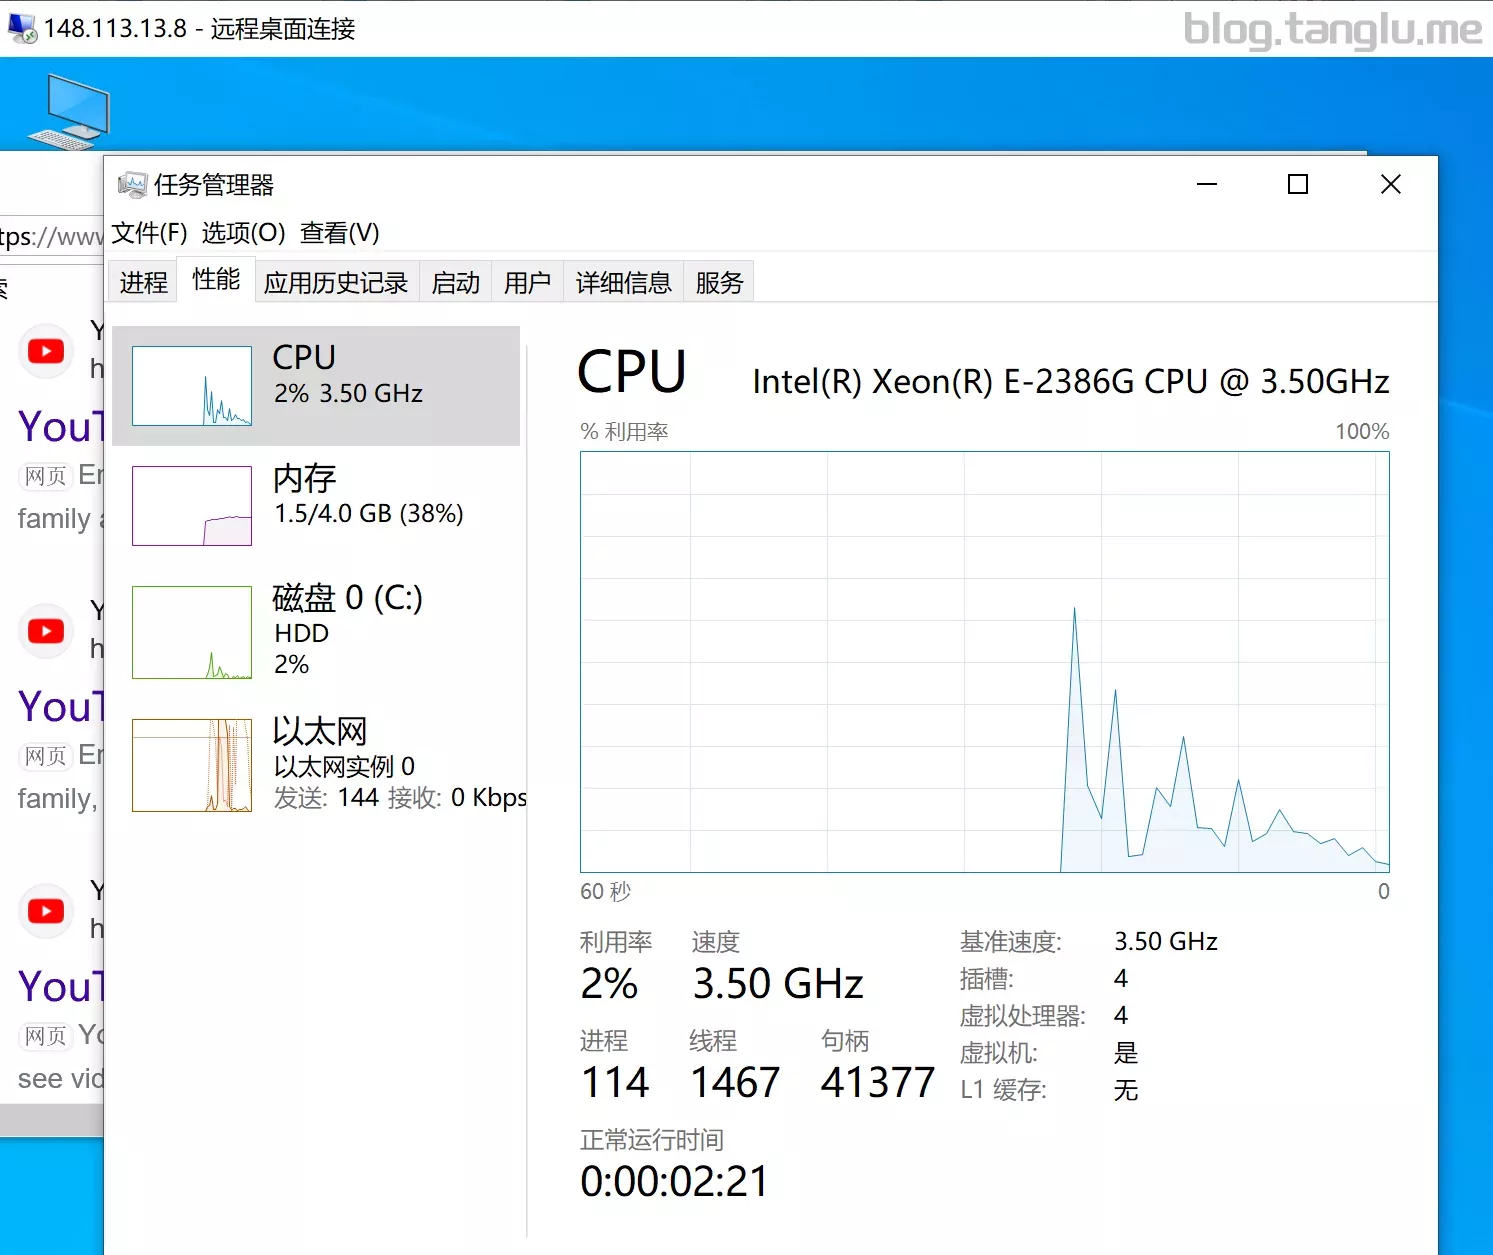 148.113.13.8 - 远程桌面连接
blog.tanglu.me
任务管理器
文件(F) 选项(O) 查看(V)
tps://www
进程 性能 应用历史记录 启动 用户 详细信息 服务
Y
h
YouT
网页 En
family a
Y
h
YouT
网页 En
family,
Y
h
YouT
网页 Yo
see vid
CPU
2% 3.50 GHz
内存
1.5/4.0 GB (38%)
磁盘 0 (C:)
HDD
2%
以太网
以太网实例 0
发送: 144 接收: 0 Kbps
CPU Intel(R) Xeon(R) E-2386G CPU @ 3.50GHz
% 利用率 100%
60 秒 0
利用率 速度
2% 3.50 GHz
进程 线程 句柄
114 1467 41377
正常运行时间
0:00:02:21
基准速度: 3.50 GHz
插槽: 4
虚拟处理器: 4
虚拟机: 是
L1 缓存: 无